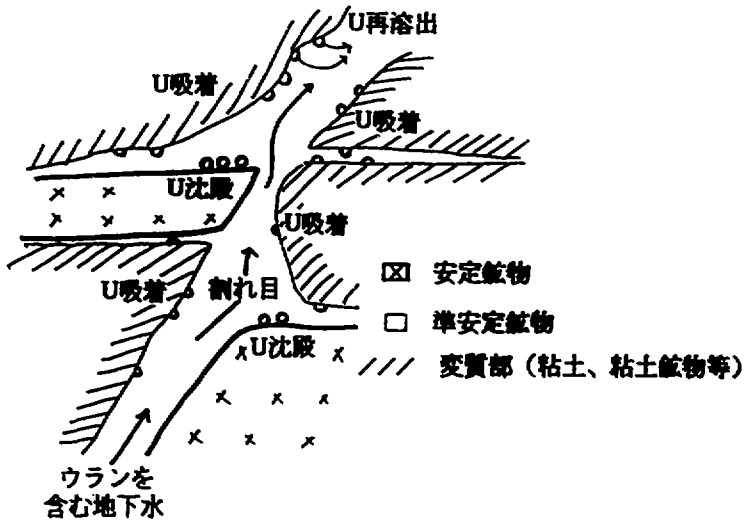 U再溶出
U吸着
U吸着
U沈殿
U吸着
U吸着
割れ目
U沈殿
安定鉱物
準安定鉱物
変質部（粘土、粘土鉱物等）
ウランを
含む地下水